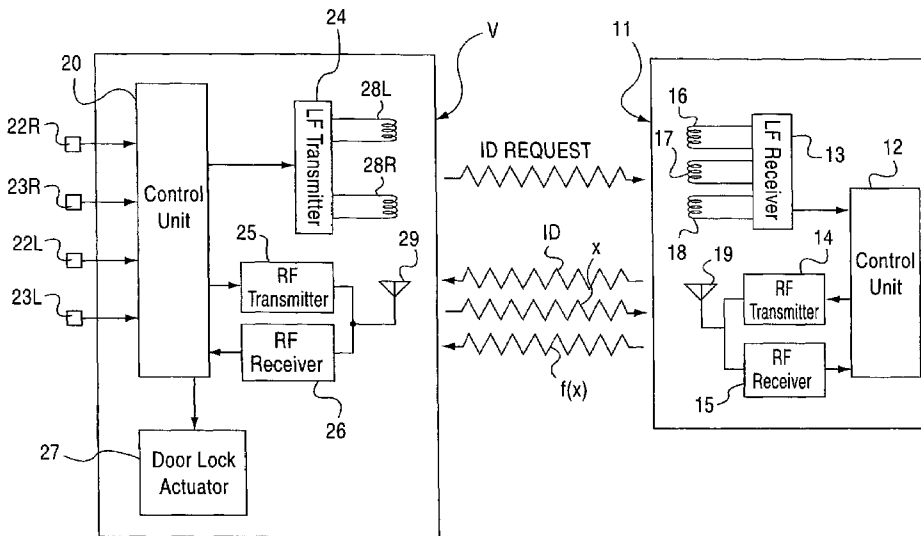 24
V
11
20
28L
16
22R
LF Transmitter
17
LF Receiver
13
12
28R
ID REQUEST
23R
Control
Unit
18
22L
25
29
ID
x
19
14
Control
Unit
23L
RF
Transmitter
RF
Transmitter
RF
Receiver
RF
Receiver
f(x)
15
26
27
Door Lock
Actuator